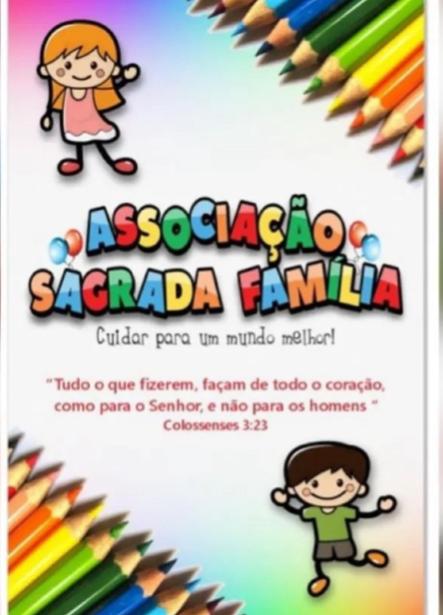 ASSOCIAÇÃO
SAGRADA FAMÍLIA
Cuidar para um mundo melhor!
"Tudo o que fizerem, façam de todo o coração,
como para o Senhor, e não para os homens "
Colossenses 3:23